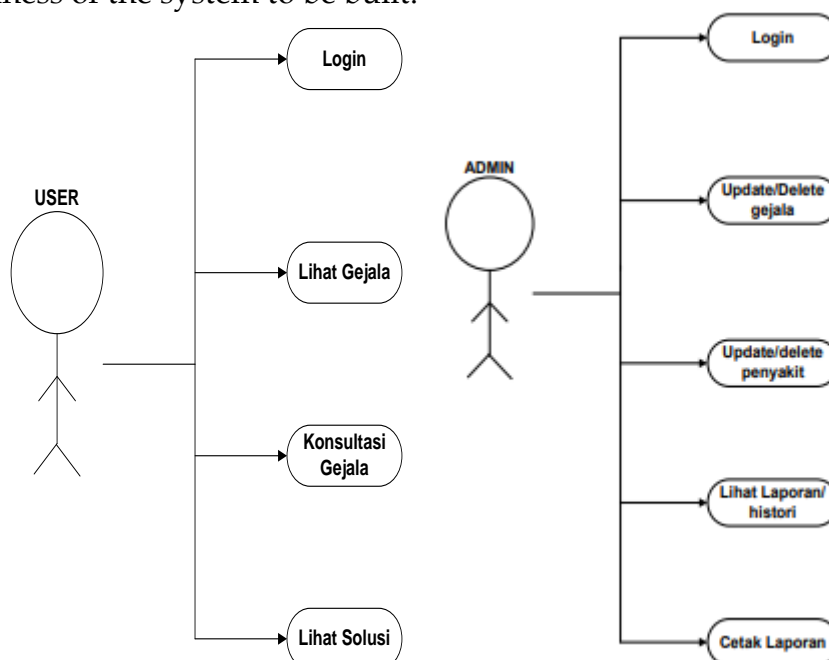 ness of the system to be built.
USER
Login
Lihat Gejala
Konsultasi
Gejala
Lihat Solusi
ADMIN
Login
Update/Delete
gejala
Update/delete
penyakit
Lihat Laporan/
histori
Cetak Laporan